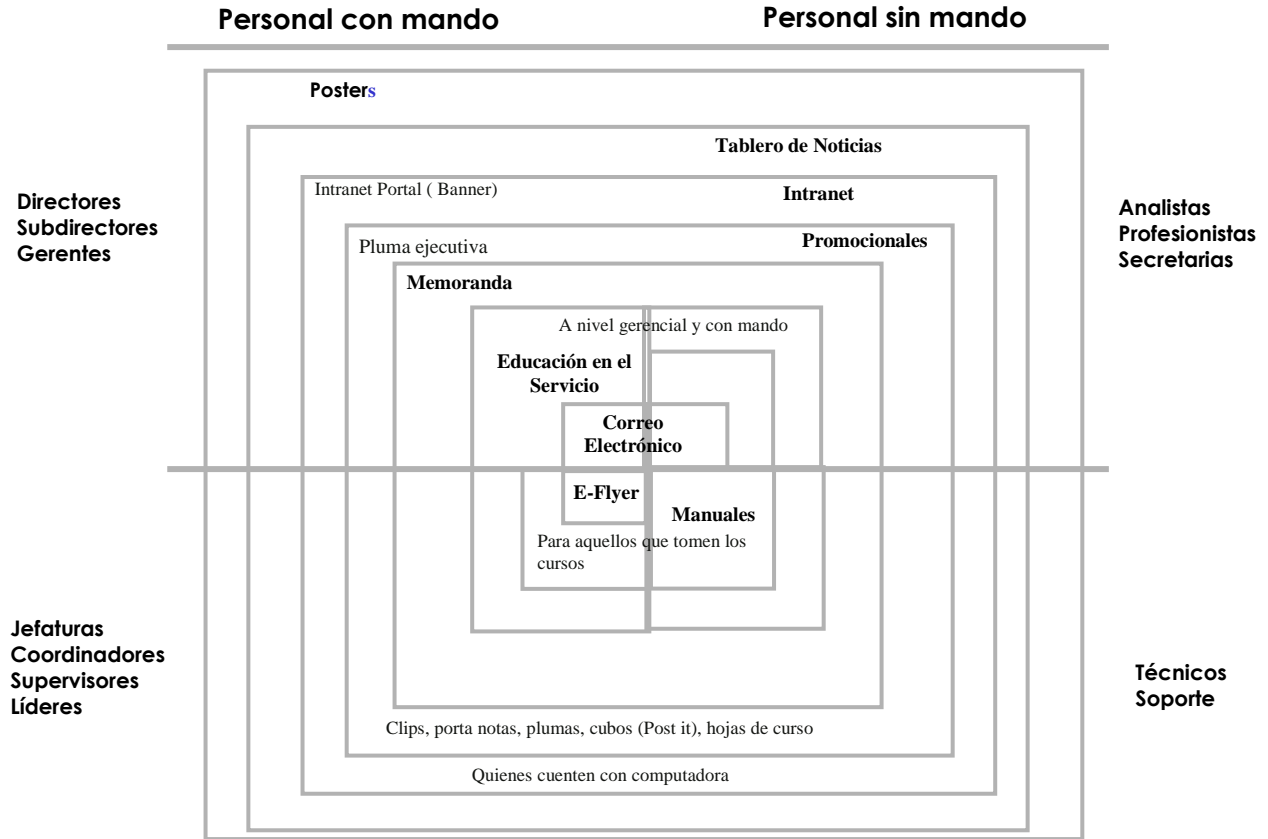 Personal con mando
Personal sin mando
Posters
Tablero de Noticias
Intranet Portal ( Banner)
Intranet
Directores
Subdirectores
Gerentes
Analistas
Profesionistas
Secretarias
Pluma ejecutiva
Promocionales
Memoranda
A nivel gerencial y con mando
Educación en el
Servicio
Correo
Electrónico
E-Flyer
Manuales
Para aquellos que tomen los
cursos
Jefaturas
Coordinadores
Supervisores
Líderes
Técnicos
Soporte
Clips, porta notas, plumas, cubos (Post it), hojas de curso
Quienes cuenten con computadora